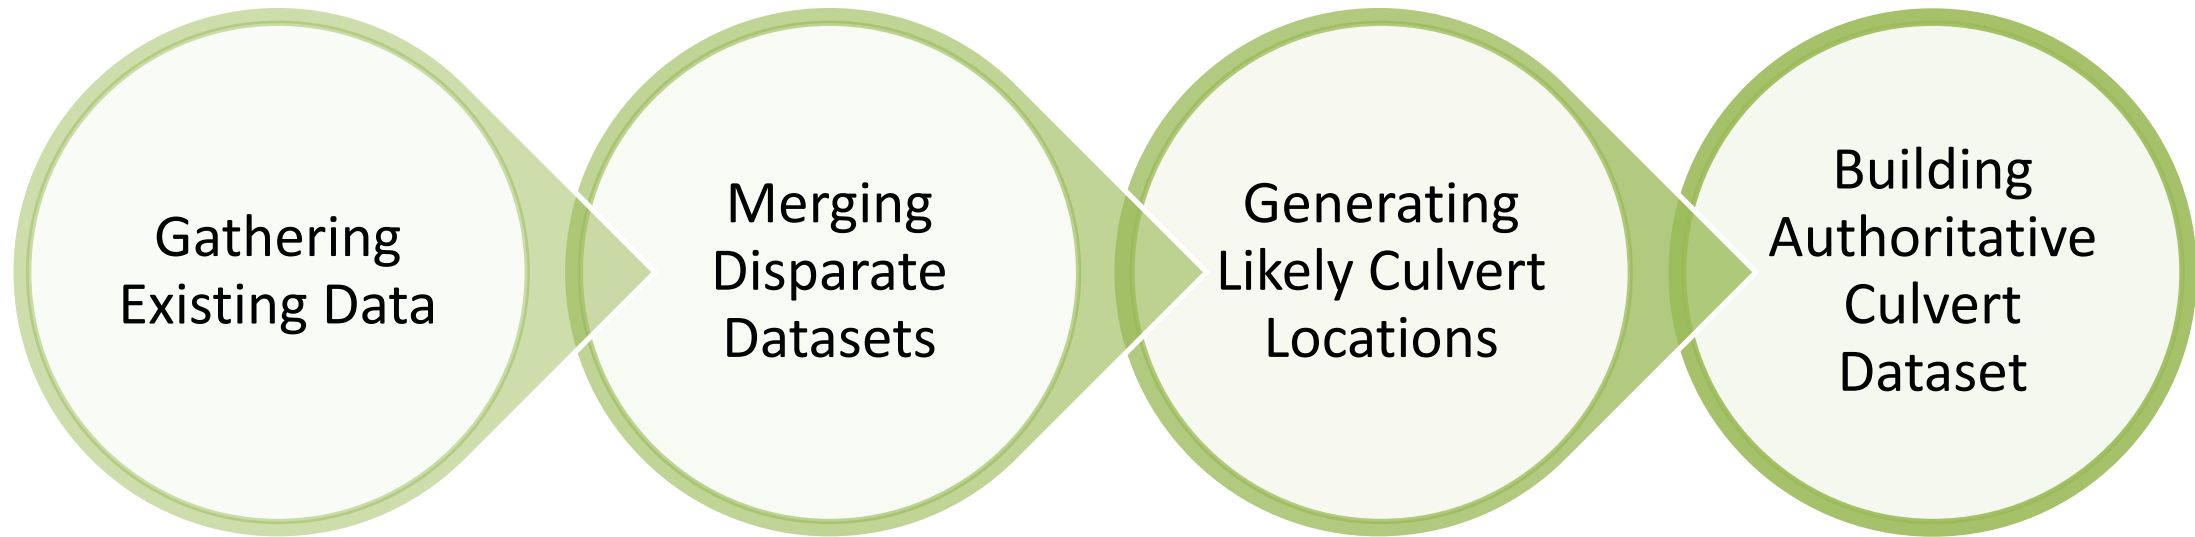 Gathering
Existing Data
Merging
Disparate
Datasets
Generating
Likely Culvert
Locations
Building
Authoritative
Culvert
Dataset